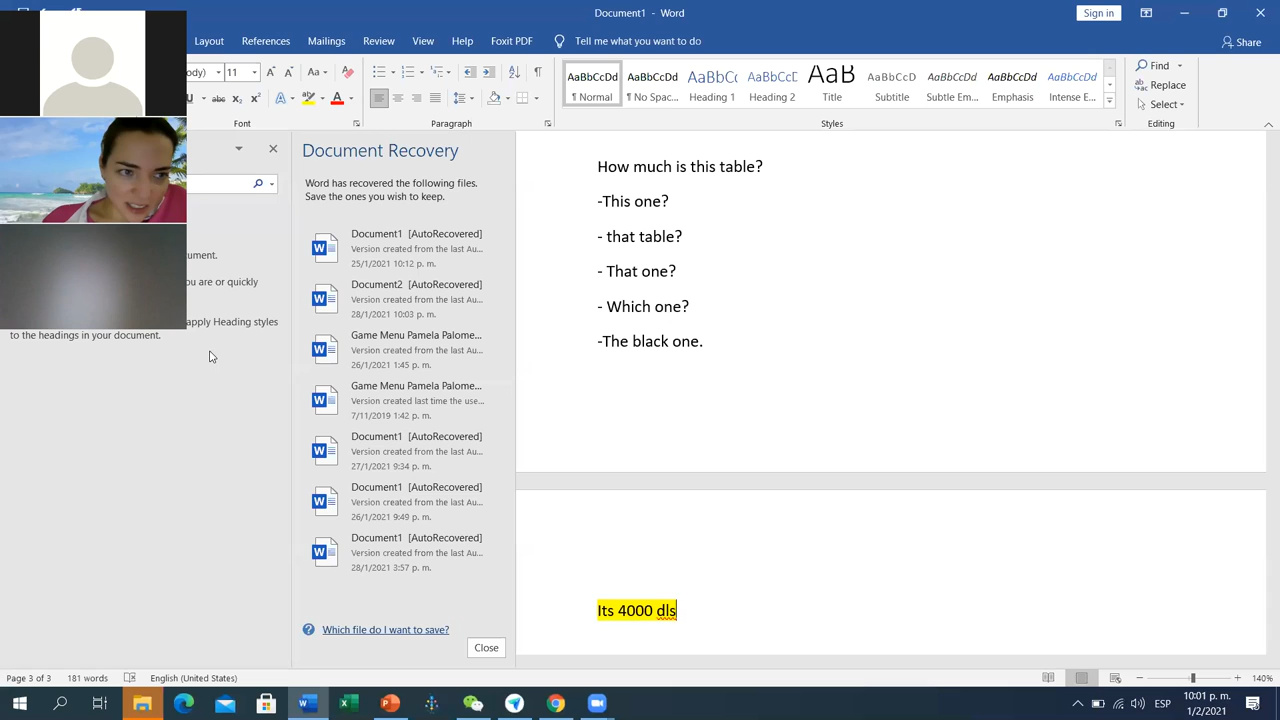 Document1 - Word
Sign in
Layout
References
Mailings
Review
View
Help
Foxit PDF
Tell me what you want to do
Share
11
Aa
AaBbCcDd
¶ Normal
AaBbCcDd
¶ No Spac...
AaBbC
Heading 1
AaBbCcD
Heading 2
AaB
Title
AaBbCcD
Subtitle
AaBbCcDd
Subtle Em...
AaBbCcDd
Emphasis
AaBbCcDd
Intense E...
Find
Replace
Select
Font
Paragraph
Styles
Editing
cument.
ou are or quickly
apply Heading styles
to the headings in your document.
Document Recovery
Word has recovered the following files.
Save the ones you wish to keep.
Document1 [AutoRecovered]
Version created from the last Au...
25/1/2021 10:12 p. m.
Document2 [AutoRecovered]
Version created from the last Au...
28/1/2021 10:03 p. m.
Game Menu Pamela Palome...
Version created from the last Au...
26/1/2021 1:45 p. m.
Game Menu Pamela Palome...
Version created last time the use...
7/11/2019 1:42 p. m.
Document1 [AutoRecovered]
Version created from the last Au...
27/1/2021 9:34 p. m.
Document1 [AutoRecovered]
Version created from the last Au...
26/1/2021 9:49 p. m.
Document1 [AutoRecovered]
Version created from the last Au...
28/1/2021 3:57 p. m.
Which file do I want to save?
Close
How much is this table?
-This one?
- that table?
- That one?
- Which one?
-The black one.
Its 4000 dls
Page 3 of 3
181 words
English (United States)
140%
ESP
10:01 p. m.
1/2/2021